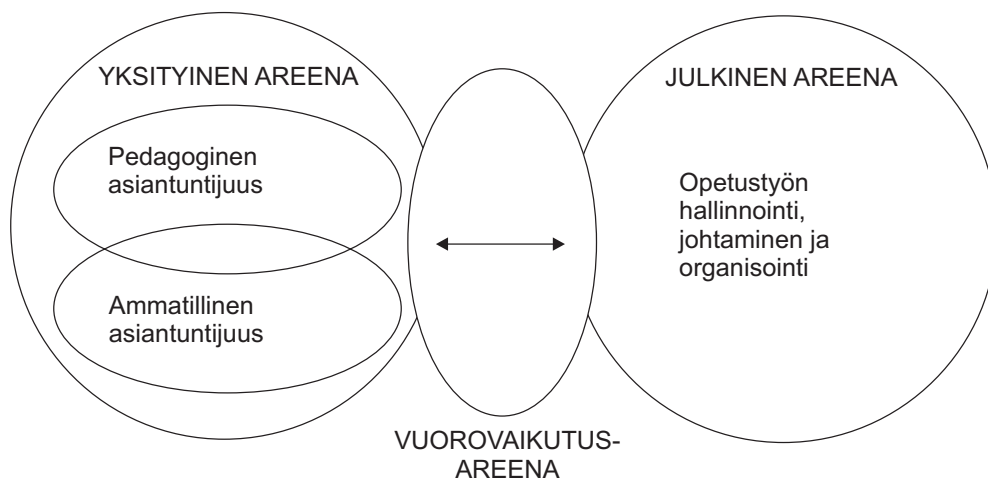 YKSITYINEN AREENA
Pedagoginen
asiantuntijuus
Ammatillinen
asiantuntijuus
VUOROVAIKUTUS-
AREENA
JULKINEN AREENA
Opetustyön
hallinnointi,
johtaminen ja
organisointi